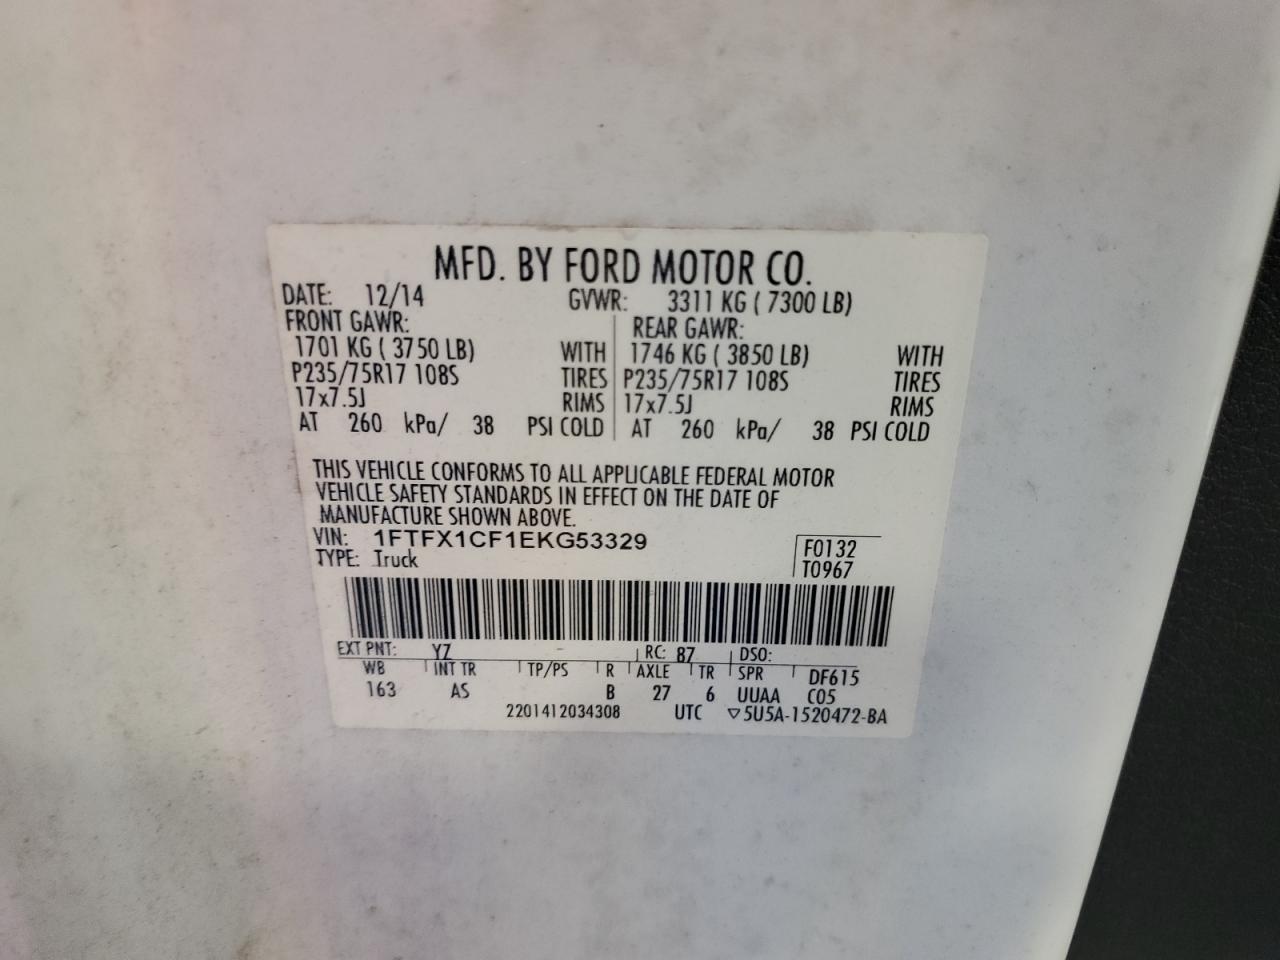 MFD. BY FORD MOTOR CO.
DATE: 12/14 GVWR: 3311 KG ( 7300 LB)
FRONT GAWR: REAR GAWR:
1701 KG ( 3750 LB) WITH 1746 KG ( 3850 LB) WITH
P235/75R17 108S TIRES P235/75R17 108S TIRES
17x7.5J RIMS 17x7.5J RIMS
AT 260 kPa/ 38 PSI COLD AT 260 kPa/ 38 PSI COLD
THIS VEHICLE CONFORMS TO ALL APPLICABLE FEDERAL MOTOR
VEHICLE SAFETY STANDARDS IN EFFECT ON THE DATE OF
MANUFACTURE SHOWN ABOVE.
VIN: 1FTFX1CF1EKG53329 F0132
TYPE: Truck T0967
EXT PNT: YZ RC: 87 DSO:
WB INT TR TP/PS R AXLE TR SPR DF615
163 AS B 27 6 UUAA C05
2201412034308 UTC ▽5U5A-1520472-BA